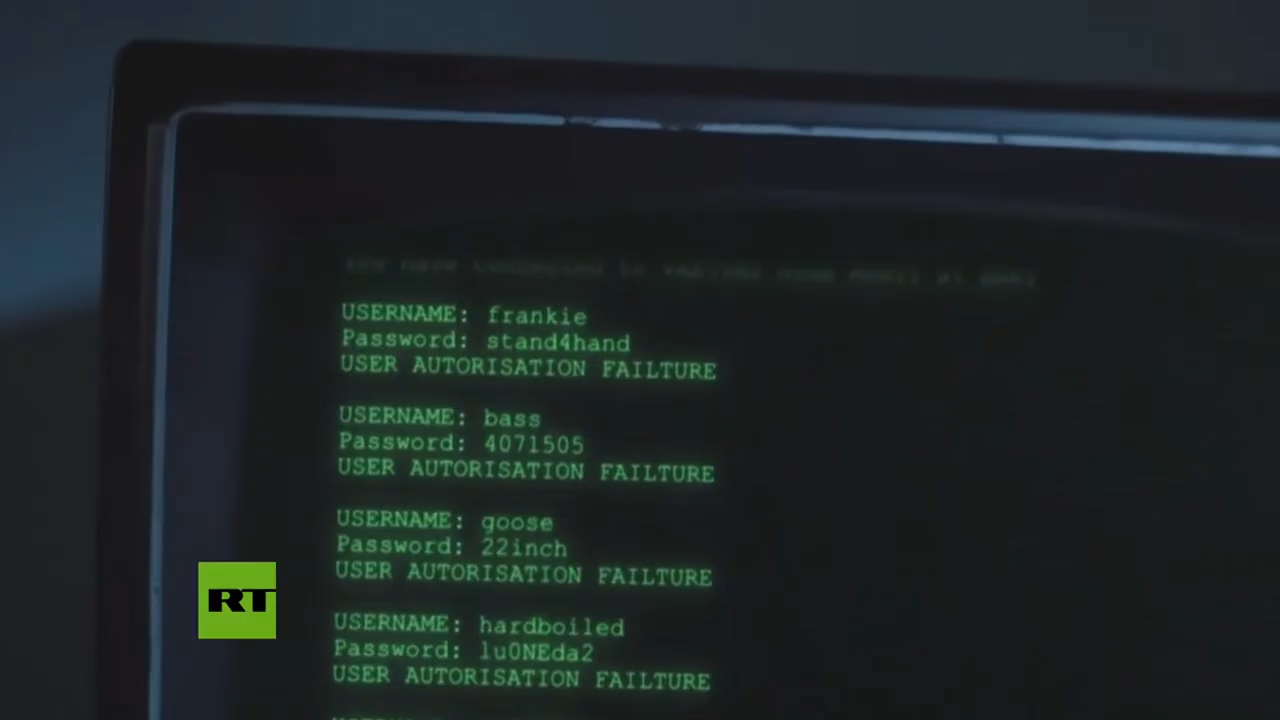 USERNAME: frankie
Password: stand4hand
USER AUTORISATION FAILTURE
USERNAME: bass
Password: 4071505
USER AUTORISATION FAILTURE
USERNAME: goose
Password: 22inch
USER AUTORISATION FAILTURE
RT
USERNAME: hardboiled
Password: lu0NEda2
USER AUTORISATION FAILTURE